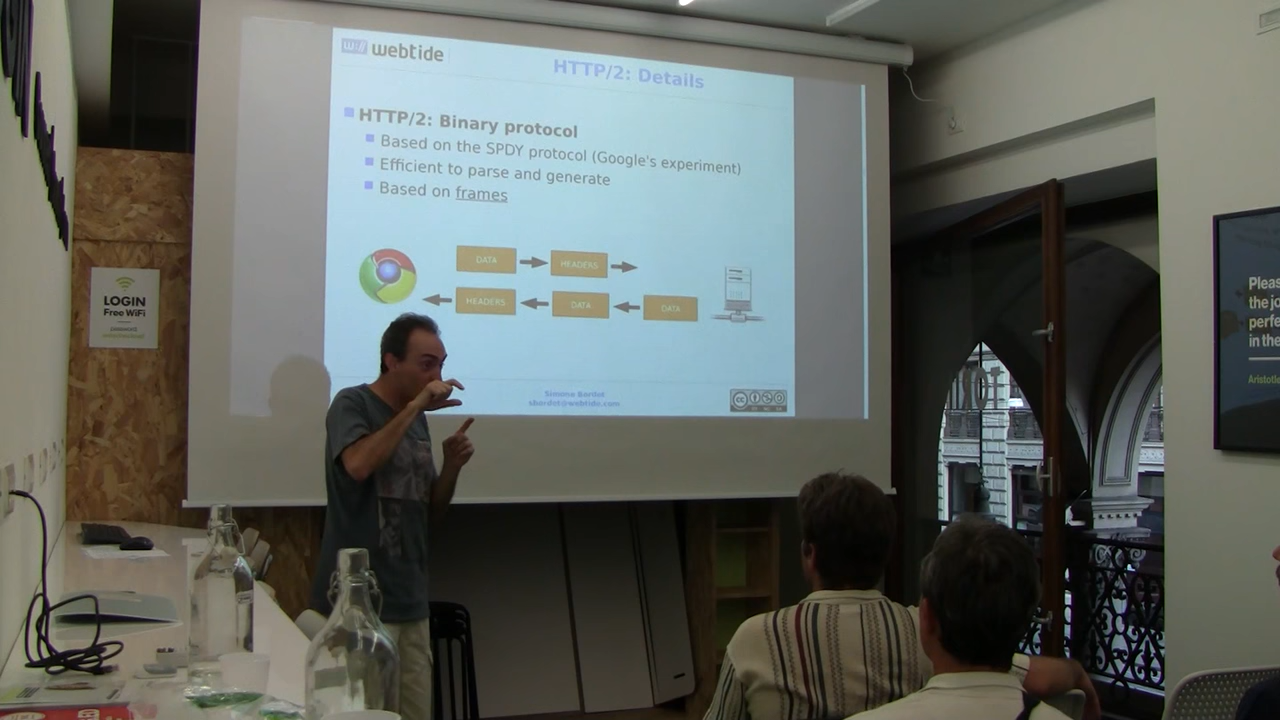 webtide
HTTP/2: Details
HTTP/2: Binary protocol
Based on the SPDY protocol (Google's experiment)
Efficient to parse and generate
Based on frames
DATA
HEADERS
HEADERS
DATA
DATA
Simone Bordet
sbordet@webtide.com
cc
LOGIN
Free WiFi
Pleas
the jo
perfe
in the
Aristotle